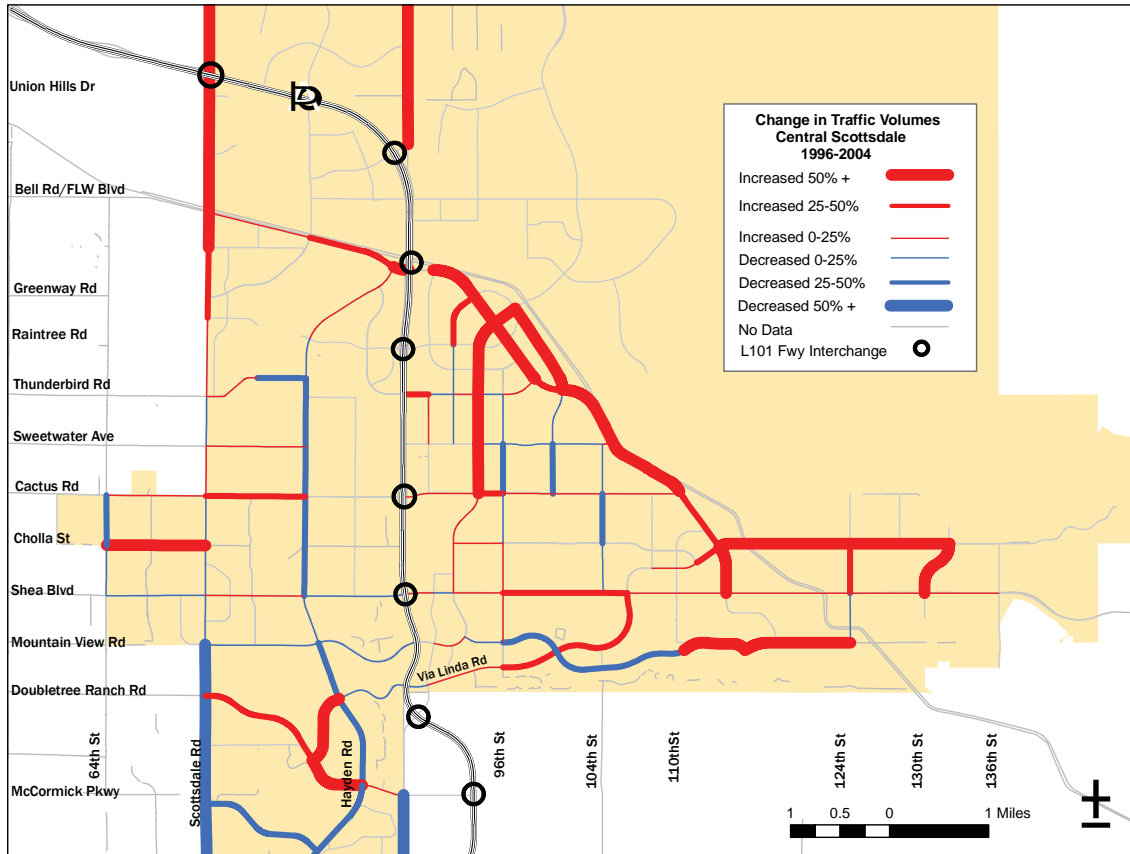 Union Hills Dr
Bell Rd/FLW Blvd
Greenway Rd
Raintree Rd
Thunderbird Rd
Sweetwater Ave
Cactus Rd
Cholla St
Shea Blvd
Mountain View Rd
Doubletree Ranch Rd
McCormick Pkwy
Change in Traffic Volumes
Central Scottsdale
1996-2004
Increased 50% +
Increased 25-50%
Increased 0-25%
Decreased 0-25%
Decreased 25-50%
Decreased 50% +
No Data
L101 Fwy Interchange
Via Linda Rd
64th St
Scottsdale Rd
Hayden Rd
96th St
104th St
110thSt
124th St
130th St
136th St
1 0.5 0 1 Miles